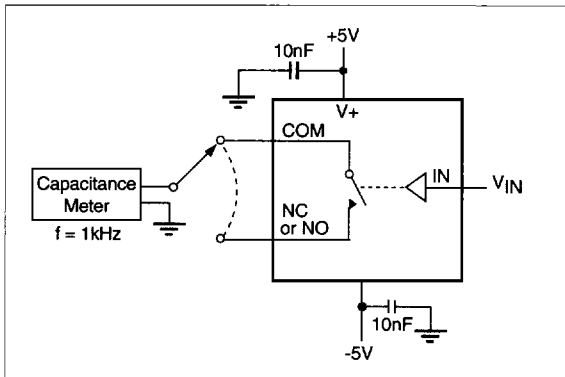 +5V
10nF
V+
COM
Capacitance
Meter
f = 1kHz
IN
VIN
NC
or NO
10nF
-5V